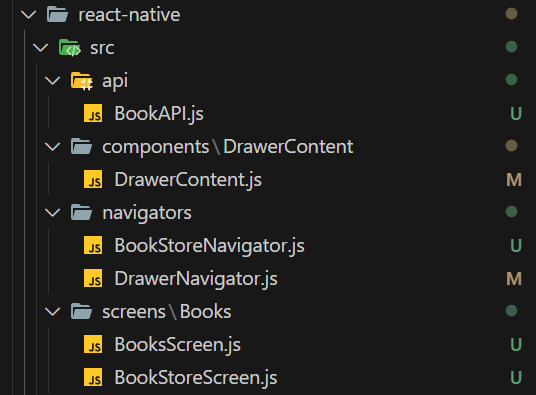 react-native
src
api
JS BookAPI.js U
components\DrawerContent
JS DrawerContent.js M
navigators
JS BookStoreNavigator.js U
JS DrawerNavigator.js M
screens\Books
JS BooksScreen.js U
JS BookStoreScreen.js U